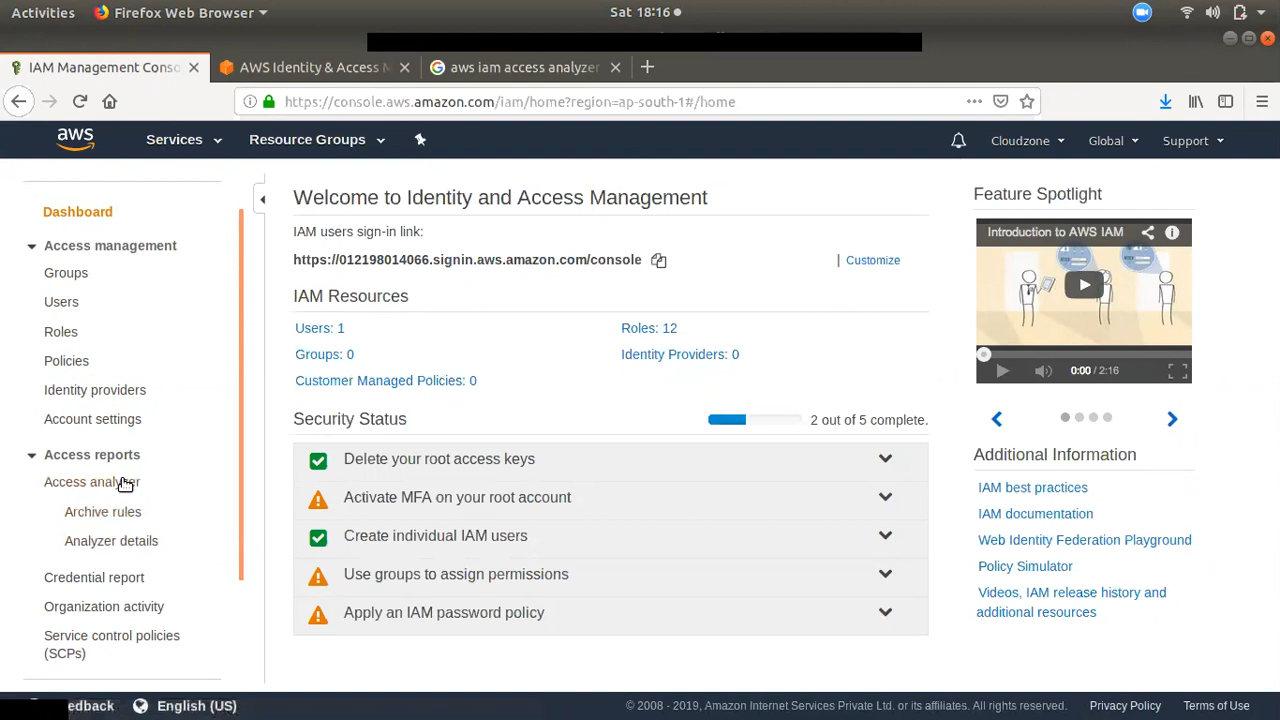 Activities
Firefox Web Browser
Sat 18:16
IAM Management Conso
AWS Identity & Access M
aws iam access analyzer
https://console.aws.amazon.com/iam/home?region=ap-south-1#/home
aws
Services
Resource Groups
Cloudzone
Global
Support
Dashboard
Access management
Groups
Users
Roles
Policies
Identity providers
Account settings
Access reports
Access analyzer
Archive rules
Analyzer details
Credential report
Organization activity
Service control policies
(SCPs)
Welcome to Identity and Access Management
IAM users sign-in link:
https://012198014066.signin.aws.amazon.com/console
| Customize
IAM Resources
Users: 1
Roles: 12
Groups: 0
Identity Providers: 0
Customer Managed Policies: 0
Security Status
2 out of 5 complete.
Delete your root access keys
Activate MFA on your root account
Create individual IAM users
Use groups to assign permissions
Apply an IAM password policy
Feature Spotlight
Introduction to AWS IAM
0:00 / 2:16
Additional Information
IAM best practices
IAM documentation
Web Identity Federation Playground
Policy Simulator
Videos, IAM release history and
additional resources
edback
English (US)
© 2008 - 2019, Amazon Internet Services Private Ltd. or its affiliates. All rights reserved.
Privacy Policy
Terms of Use